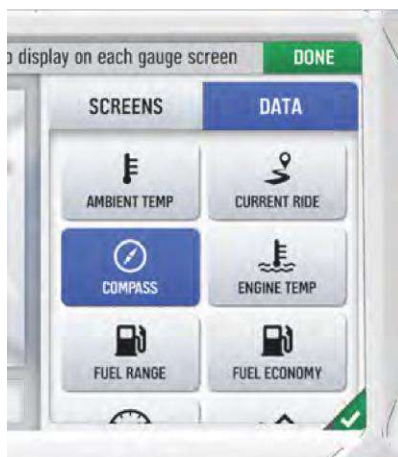 o display on each gauge screen DONE
SCREENS DATA
AMBIENT TEMP CURRENT RIDE
COMPASS ENGINE TEMP
FUEL RANGE FUEL ECONOMY